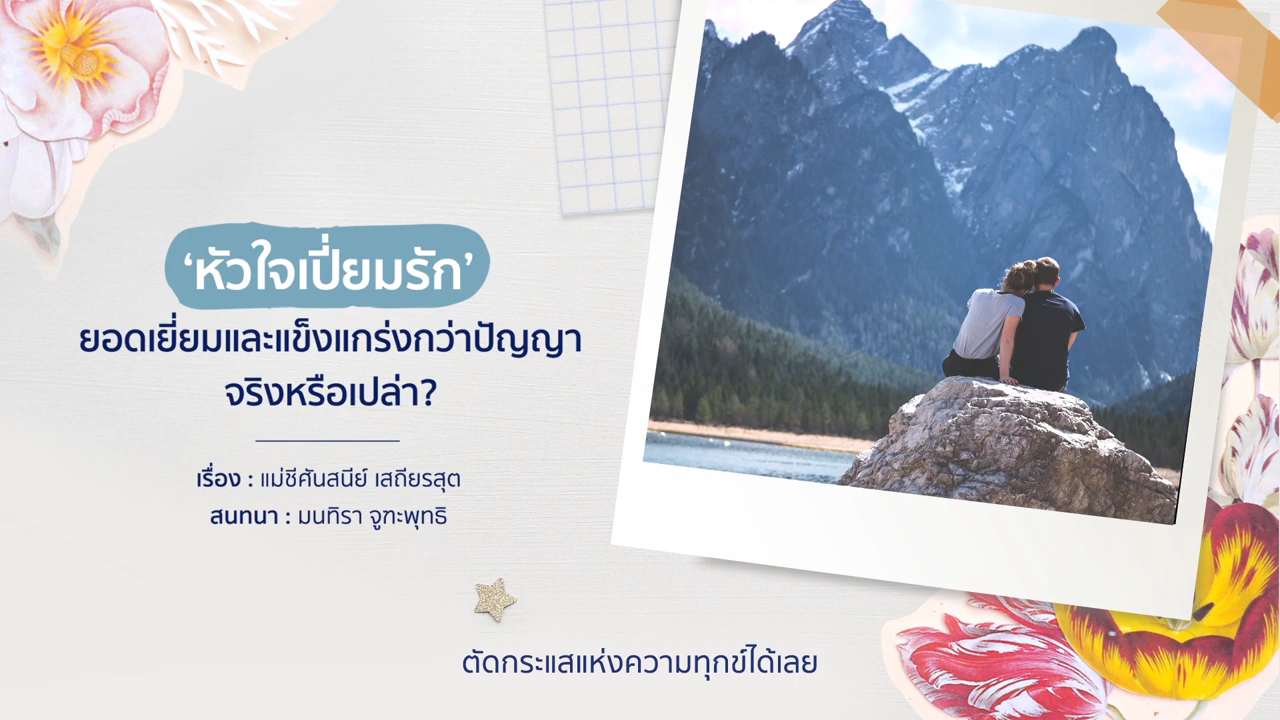 ‘หัวใจเปี่ยมรัก’
ยอดเยี่ยมและแข็งแกร่งกว่าปัญญา
จริงหรือเปล่า?
เรื่อง : แม่ชีศันสนีย์ เสถียรสุต
สนทนา : มนทิรา จูฑะพุทธิ
ตัดกระแสแห่งความทุกข์ได้เลย